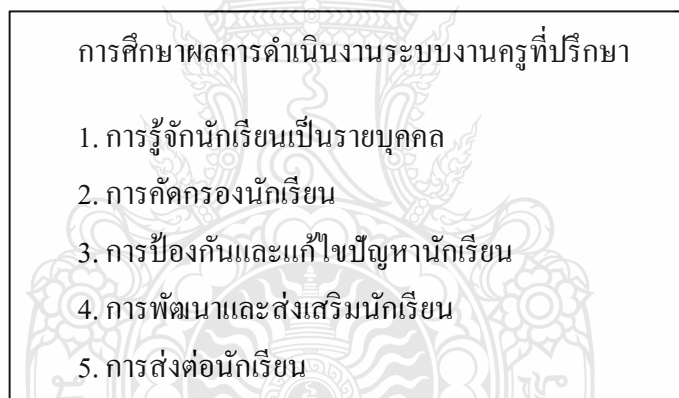 การศึกษาผลการดำเนินงานระบบงานครูที่ปรึกษา
1. การรู้จักนักเรียนเป็นรายบุคคล
2. การคัดกรองนักเรียน
3. การป้องกันและแก้ไขปัญหานักเรียน
4. การพัฒนาและส่งเสริมนักเรียน
5. การส่งต่อนักเรียน